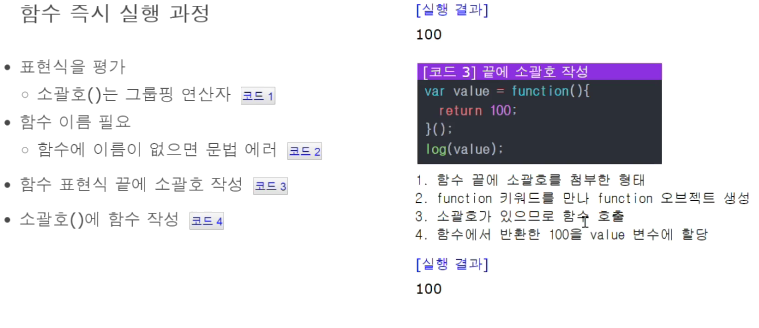 함수 즉시 실행 과정
• 표현식을 평가
○ 소괄호()는 그룹핑 연산자 코드 1
• 함수 이름 필요
○ 함수에 이름이 없으면 문법 에러 코드 2
• 함수 표현식 끝에 소괄호 작성 코드 3
• 소괄호()에 함수 작성 코드 4
[실행 결과]
100
[코드 3] 끝에 소괄호 작성
var value = function(){
return 100;
}();
log(value);
1. 함수 끝에 소괄호를 첨부한 형태
2. function 키워드를 만나 function 오브젝트 생성
3. 소괄호가 있으므로 함수 호출
4. 함수에서 반환한 100을 value 변수에 할당
[실행 결과]
100